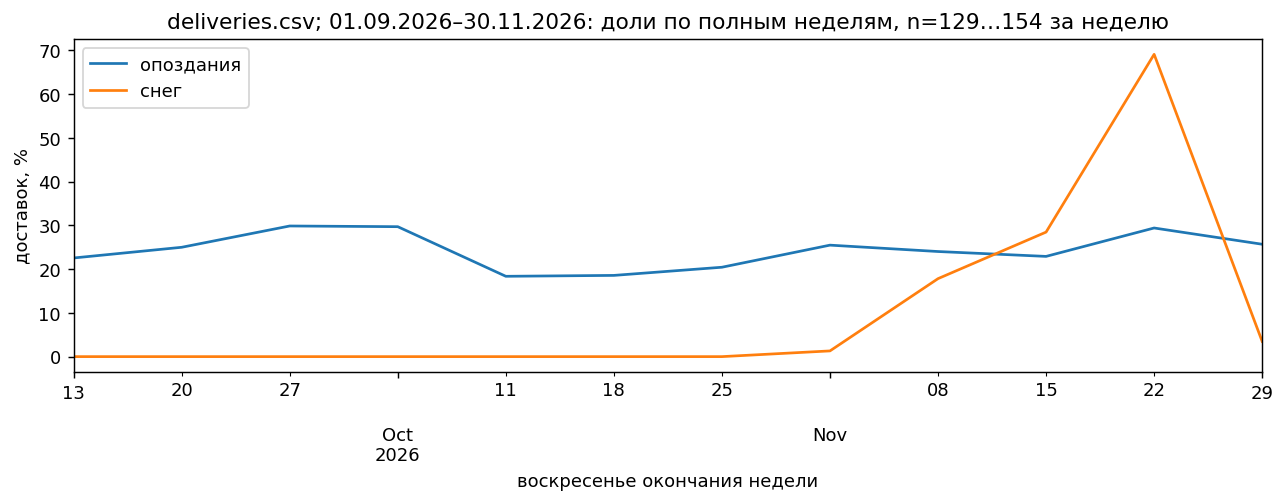 deliveries.csv; 01.09.2026–30.11.2026: доли по полным неделям, n=129...154 за неделю
опоздания
снег
доставок, %
70
60
50
40
30
20
10
0
13 20 27 11 18 25 08 15 22 29
Oct Nov
2026
воскресенье окончания недели